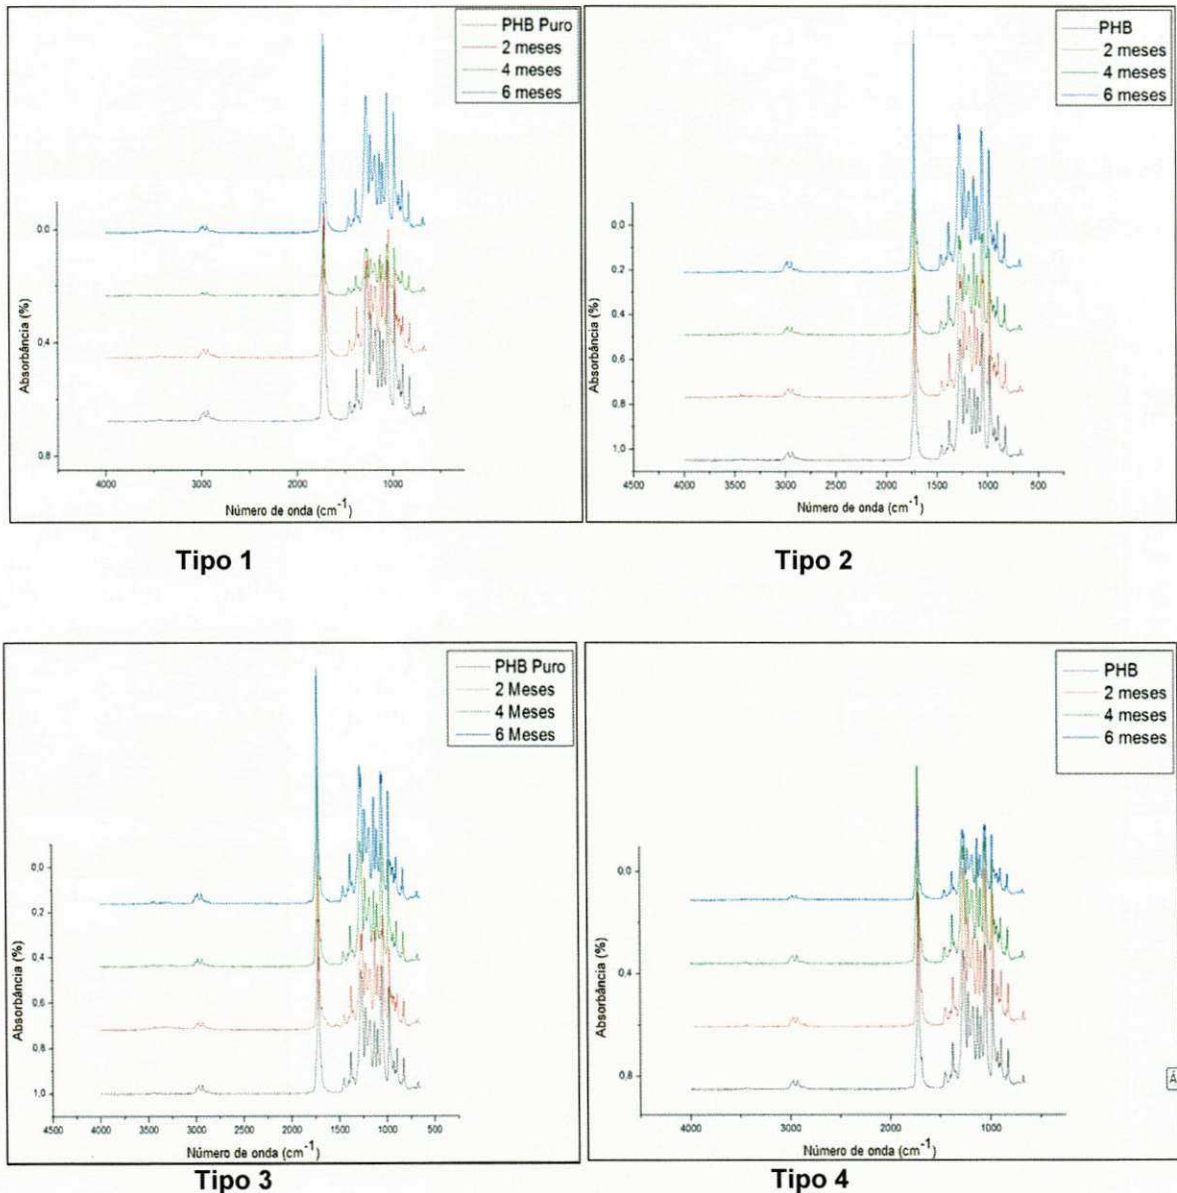 PHB Puro
2 meses
4 meses
6 meses
0,0
0,4
0,8
Absorbância (%)
4000 3000 2000 1000
Número de onda (cm-1)
Tipo 1
PHB
2 meses
4 meses
6 meses
0,0
0,2
0,4
0,6
0,8
1,0
Absorbância (%)
4500 4000 3500 3000 2500 2000 1500 1000 500
Número de onda (cm-1)
Tipo 2
PHB Puro
2 Meses
4 Meses
6 Meses
0,0
0,2
0,4
0,6
0,8
1,0
Absorbância (%)
4500 4000 3500 3000 2500 2000 1500 1000 500
Número de onda (cm-1)
Tipo 3
PHB
2 meses
4 meses
6 meses
0,0
0,4
0,8
Absorbância (%)
4000 3000 2000 1000
Número de onda (cm-1)
Tipo 4
Á